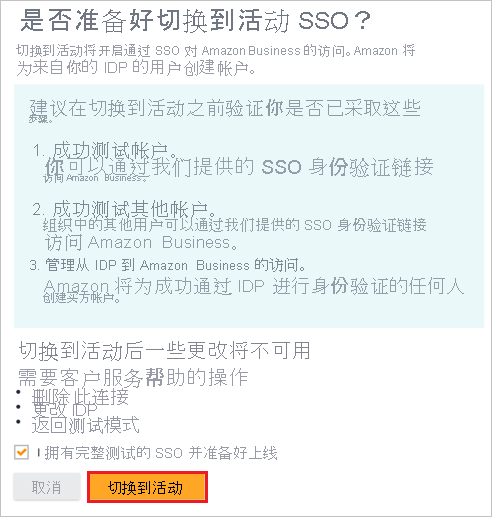 是否准备好切换到活动 SSO？
切换到活动将开启通过 SSO 对 Amazon Business 的访问。Amazon 将
为来自你的 IDP 的用户创建帐户。
建议在切换到活动之前验证你是否已采取这些
步骤。
1. 成功测试帐户。
你可以通过我们提供的 SSO 身份验证链接
访问 Amazon Business。
2. 成功测试其他帐户。
组织中的其他用户可以通过我们提供的 SSO 身份验证链接
访问 Amazon Business。
3. 管理从 IDP 到 Amazon Business 的访问。
Amazon 将为成功通过 IDP 进行身份验证的任何人
创建买方帐户。
切换到活动后一些更改将不可用
需要客户服务帮助的操作
• 删除此连接
• 更改 IDP
• 返回测试模式
I 拥有完整测试的 SSO 并准备好上线
取消
切换到活动